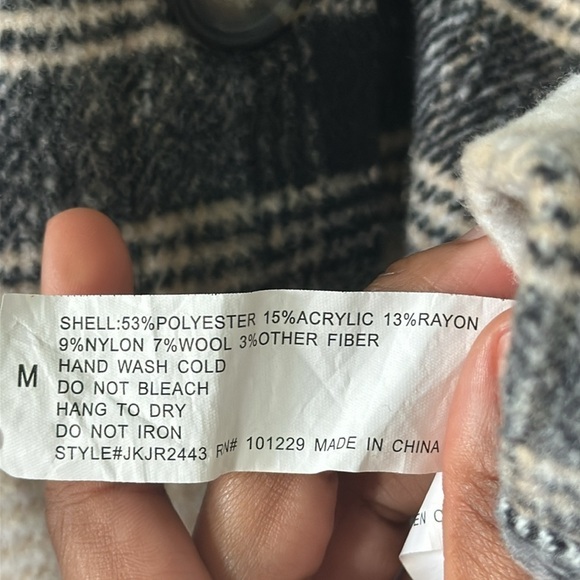 SHELL:53%POLYESTER 15%ACRYLIC 13%RAYON
9%NYLON 7%WOOL 3%OTHER FIBER
M
HAND WASH COLD
DO NOT BLEACH
HANG TO DRY
DO NOT IRON
STYLE#JKJR2443 RN# 101229 MADE IN CHINA